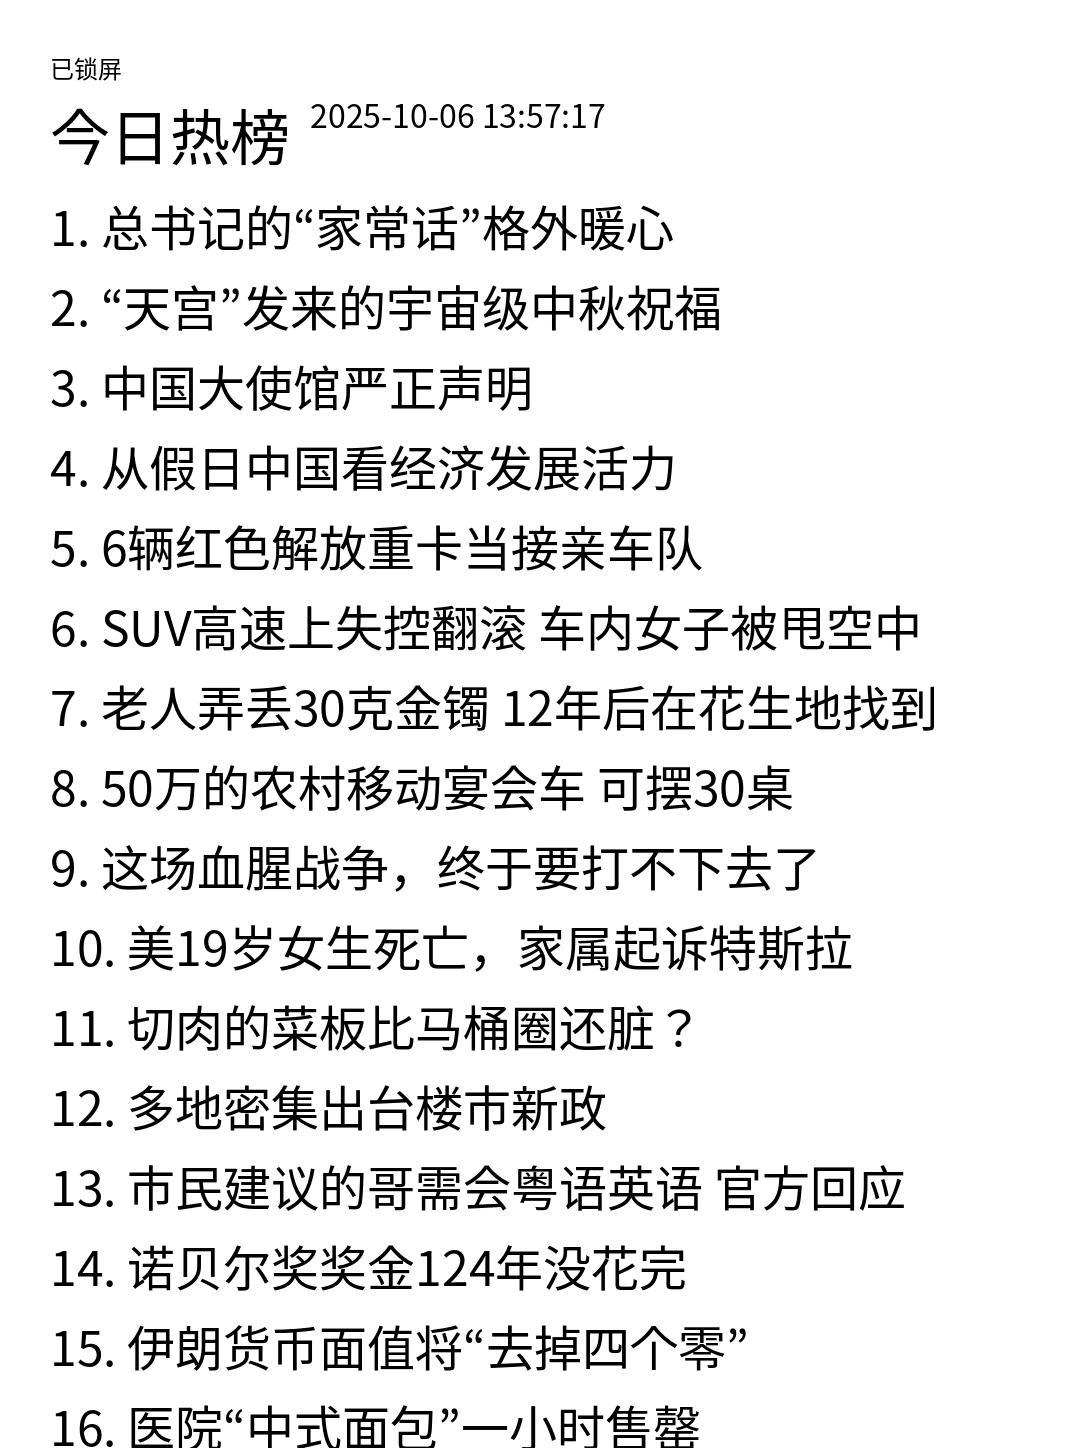 已锁屏
今日热榜 2025-10-06 13:57:17
1. 总书记的“家常话”格外暖心
2. “天宫”发来的宇宙级中秋祝福
3. 中国大使馆严正声明
4. 从假日中国看经济发展活力
5. 6辆红色解放重卡当接亲车队
6. SUV高速上失控翻滚 车内女子被甩空中
7. 老人弄丢30克金镯 12年后在花生地找到
8. 50万的农村移动宴会车 可摆30桌
9. 这场血腥战争，终于要打不下去了
10. 美19岁女生死亡，家属起诉特斯拉
11. 切肉的菜板比马桶圈还脏？
12. 多地密集出台楼市新政
13. 市民建议的哥需会粤语英语 官方回应
14. 诺贝尔奖奖金124年没花完
15. 伊朗货币面值将“去掉四个零”
16. 医院“中式面包”一小时售罄